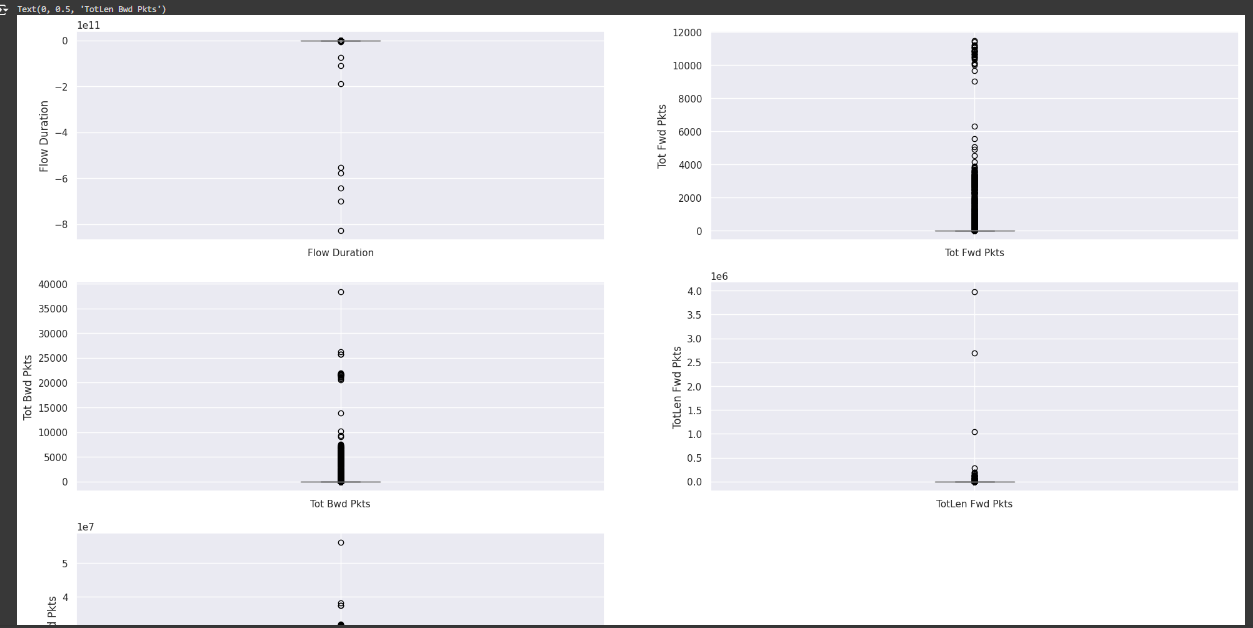 Text(0, 0.5, 'TotLen Bwd Pkts')
1e11
0
−2
−4
−6
−8
Flow Duration
Flow Duration
12000
10000
8000
6000
4000
2000
0
Tot Fwd Pkts
Tot Fwd Pkts
40000
35000
30000
25000
20000
15000
10000
5000
0
Tot Bwd Pkts
Tot Bwd Pkts
1e6
4.0
3.5
3.0
2.5
2.0
1.5
1.0
0.5
0.0
TotLen Fwd Pkts
TotLen Fwd Pkts
1e7
5
4
d Pkts